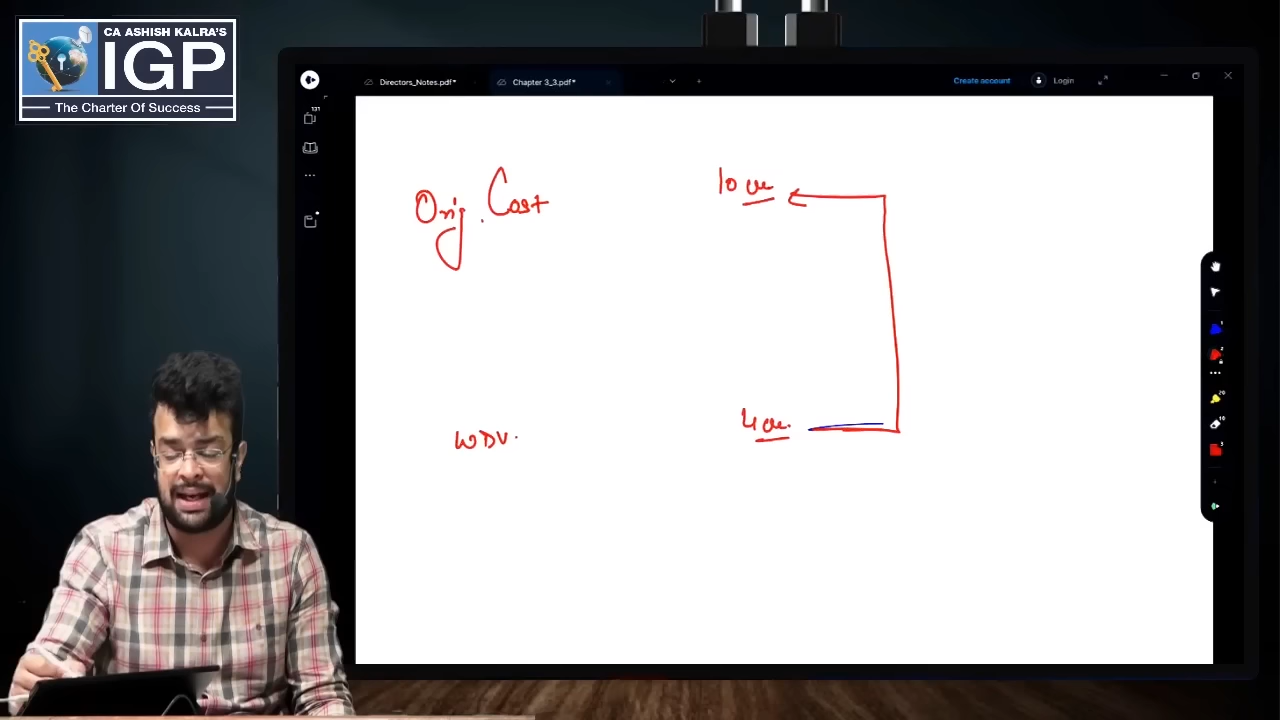 CA ASHISH KALRA'S
IGP
The Charter Of Success
Directors_Notes.pdf*
Chapter 3_3.pdf*
Create account
Login
131
Orig. Cost
10 cr
WDV.
4 cr.